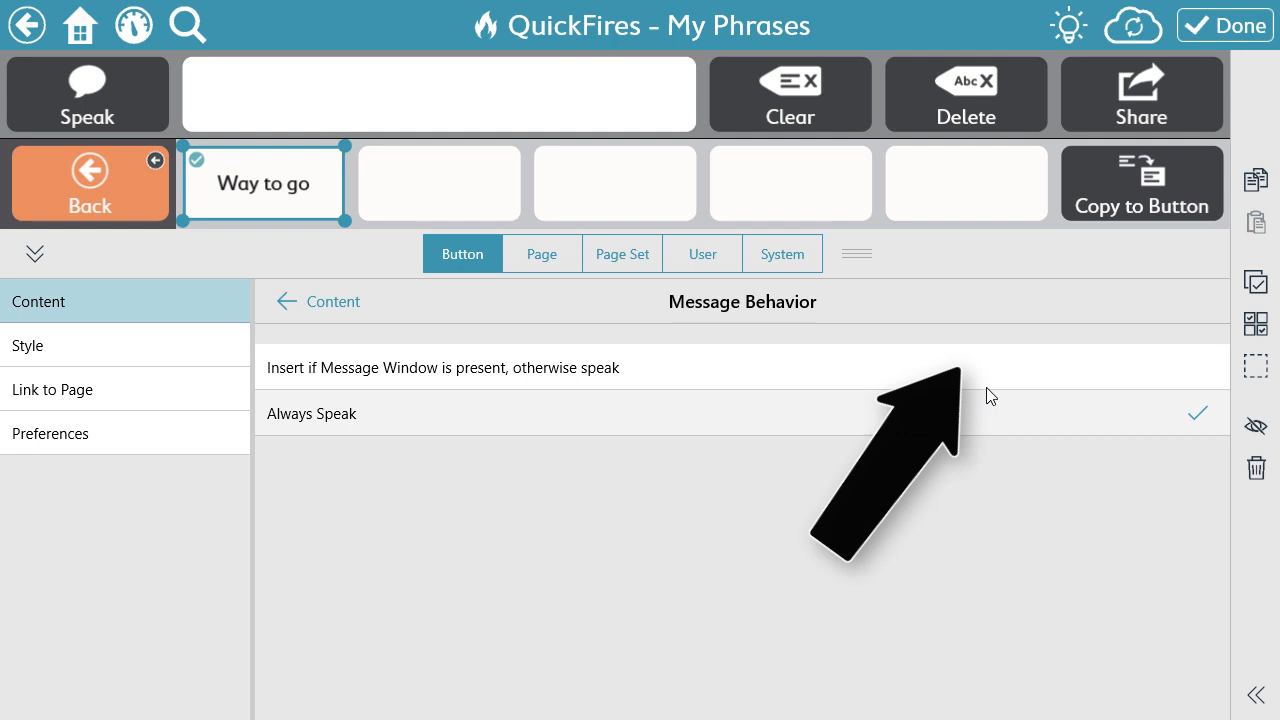 QuickFires - My Phrases
Done
Speak
Clear
Abc X
Delete
Share
Back
Way to go
Copy to Button
Button
Page
Page Set
User
System
Content
Style
Link to Page
Preferences
Content
Message Behavior
Insert if Message Window is present, otherwise speak
Always Speak